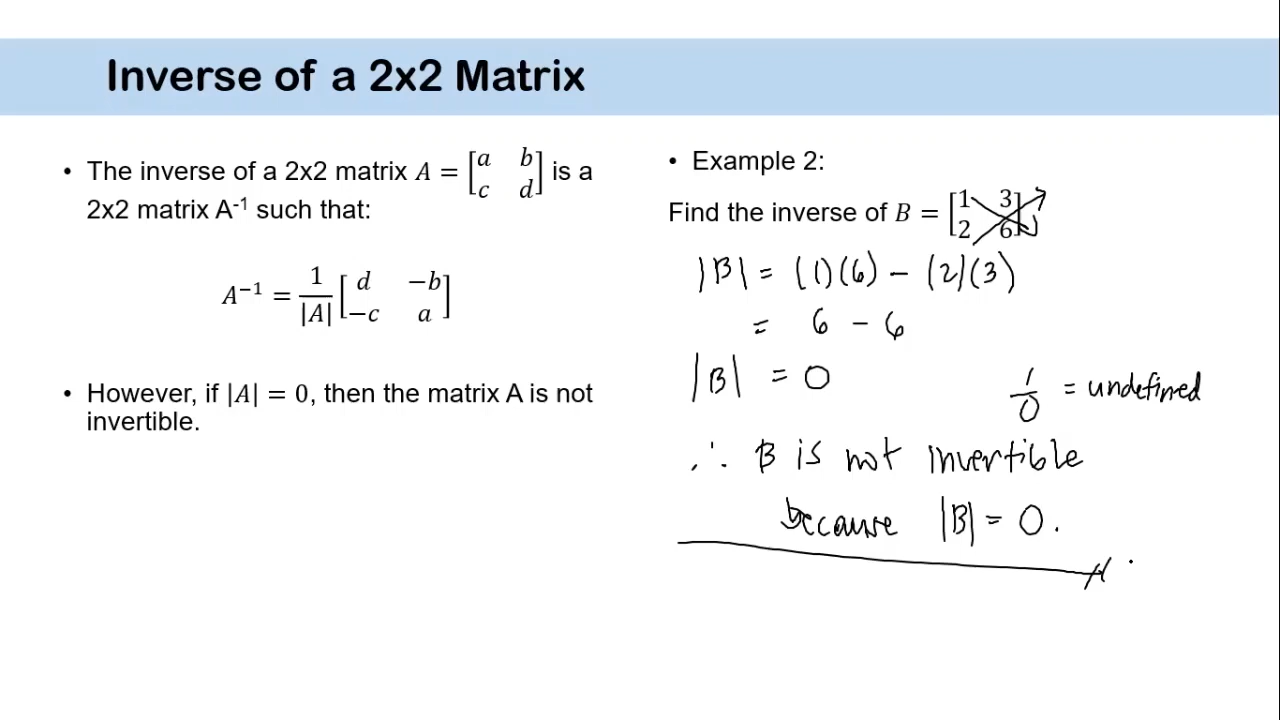 Inverse of a 2x2 Matrix
• The inverse of a 2x2 matrix A = [a b; c d] is a
2x2 matrix A⁻¹ such that:
A⁻¹ = 1/|A| [d −b; −c a]
• However, if |A| = 0, then the matrix A is not
invertible.
• Example 2:
Find the inverse of B = [1 3; 2 6]
|B| = (1)(6) − (2)(3)
= 6 − 6
|B| = 0
1/0 = undefined
∴ B is not invertible
because |B| = 0.